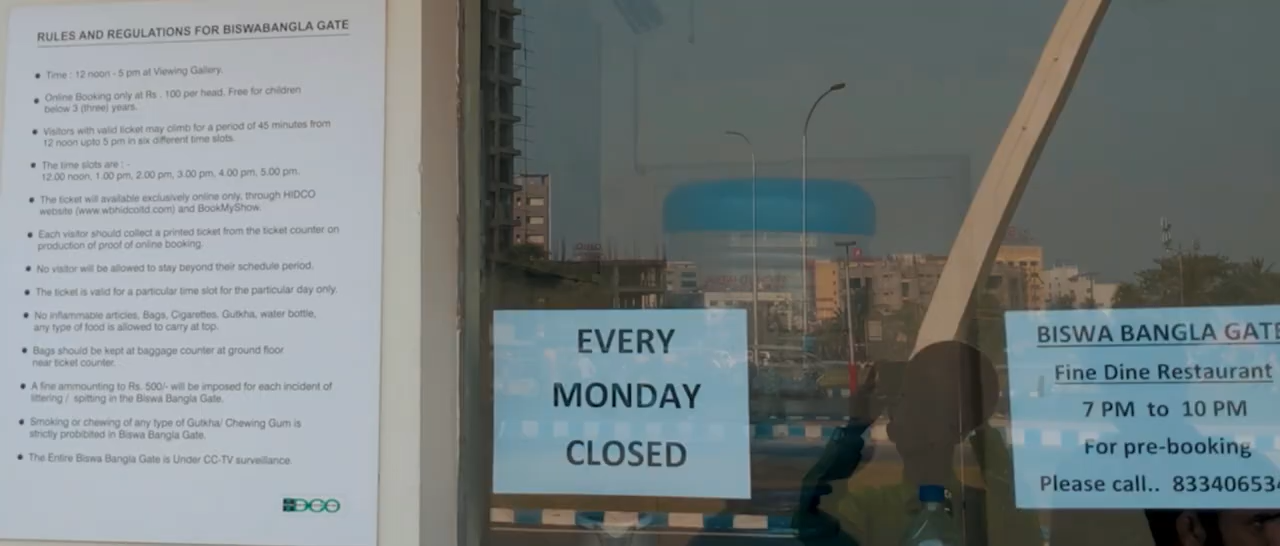 RULES AND REGULATIONS FOR BISWABANGLA GATE
Time : 12 noon - 5 pm at Viewing Gallery.
Online Booking only at Rs . 100 per head. Free for children
below 3 (three) years.
Visitors with valid ticket may climb for a period of 45 minutes from
12 noon upto 5 pm in six different time slots.
The time slots are : -
12.00 noon, 1.00 pm, 2.00 pm, 3.00 pm, 4.00 pm, 5.00 pm.
The ticket will available exclusively online only, through HIDCO
website (www.wbhidcoltd.com) and BookMyShow.
Each visitor should collect a printed ticket from the ticket counter on
production of proof of online booking.
No visitor will be allowed to stay beyond their schedule period.
The ticket is valid for a particular time slot for the particular day only.
No inflammable articles, Bags, Cigarettes, Gutkha, water bottle,
any type of food is allowed to carry at top.
Bags should be kept at baggage counter at ground floor
near ticket counter.
A fine ammounting to Rs. 500/- will be imposed for each incident of
littering / spitting in the Biswa Bangla Gate.
Smoking or chewing of any type of Gutkha/ Chewing Gum is
strictly probibited in Biswa Bangla Gate.
The Entire Biswa Bangla Gate is Under CC-TV surveillance.
EVERY
MONDAY
CLOSED
BISWA BANGLA GATE
Fine Dine Restaurant
7 PM to 10 PM
For pre-booking
Please call.. 83340653